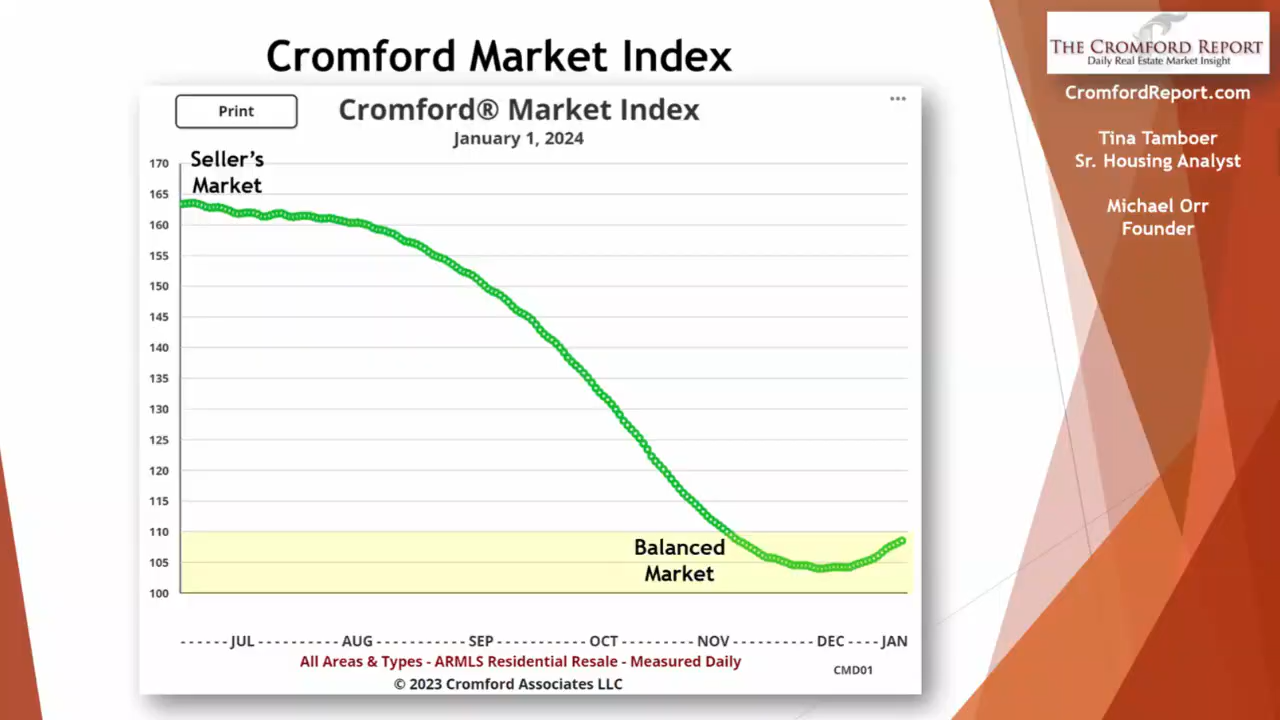 Cromford Market Index
THE CROMFORD REPORT
Daily Real Estate Market Insight
CromfordReport.com
Tina Tamboer
Sr. Housing Analyst
Michael Orr
Founder
Print
Cromford® Market Index
...
January 1, 2024
Seller's
Market
170
165
160
155
150
145
140
135
130
125
120
115
110
105
100
Balanced
Market
- - - - - - JUL - - - - - - - - - - AUG - - - - - - - - - - SEP - - - - - - - - - - OCT - - - - - - - - - NOV - - - - - - - - - DEC - - - - JAN
All Areas & Types - ARMLS Residential Resale - Measured Daily
CMD01
© 2023 Cromford Associates LLC